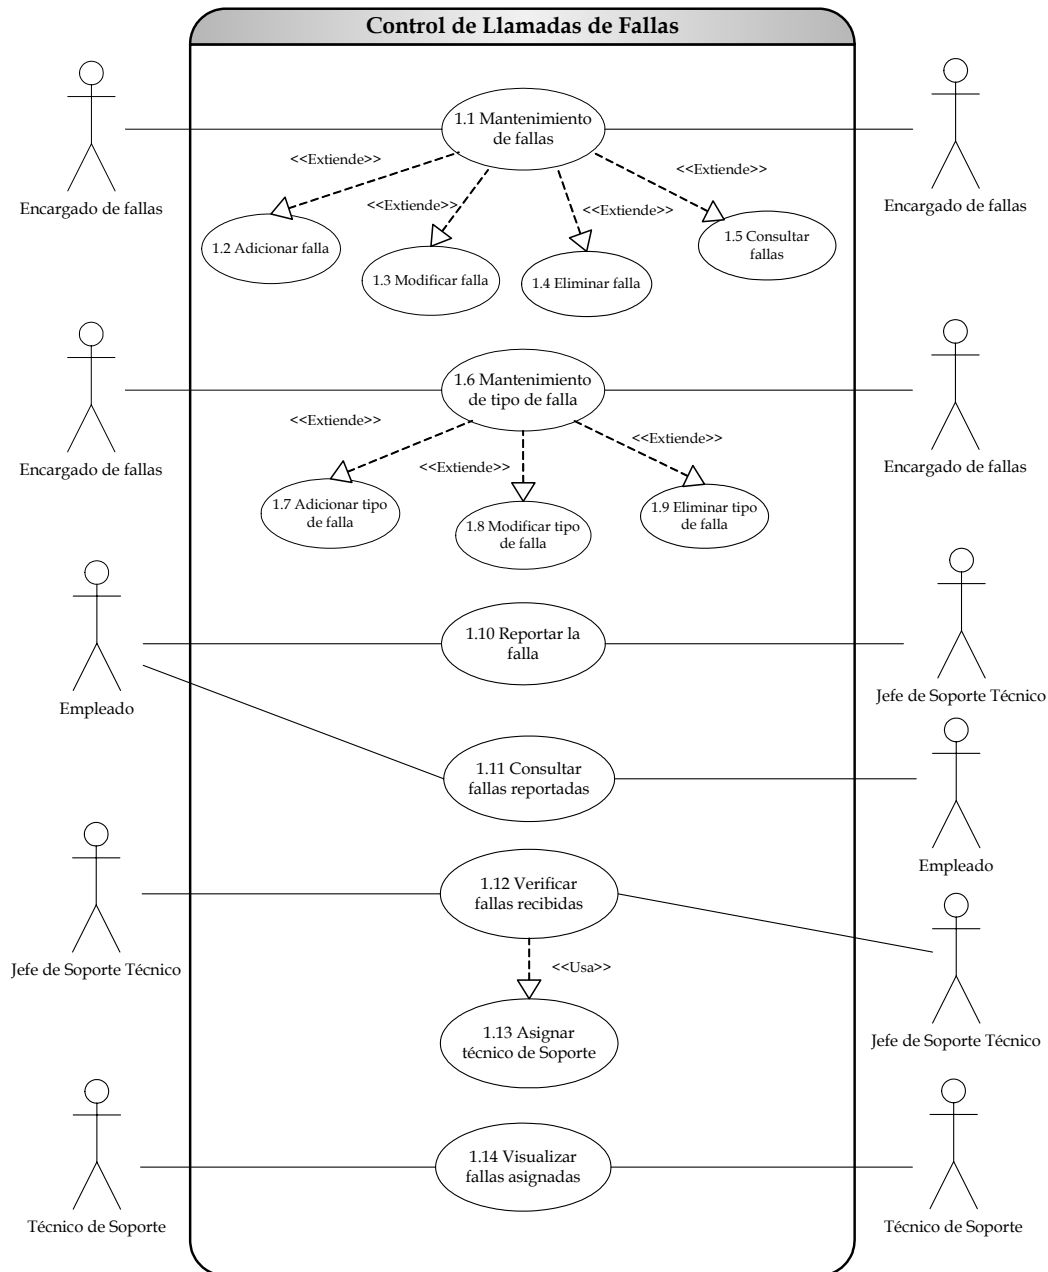 Control de Llamadas de Fallas
Encargado de fallas
1.1 Mantenimiento
de fallas
Encargado de fallas
<<Extiende>>
<<Extiende>>
<<Extiende>>
<<Extiende>>
1.2 Adicionar falla
1.3 Modificar falla
1.4 Eliminar falla
1.5 Consultar
fallas
Encargado de fallas
1.6 Mantenimiento
de tipo de falla
Encargado de fallas
<<Extiende>>
<<Extiende>>
<<Extiende>>
1.7 Adicionar tipo
de falla
1.8 Modificar tipo
de falla
1.9 Eliminar tipo
de falla
Empleado
1.10 Reportar la
falla
Jefe de Soporte Técnico
1.11 Consultar
fallas reportadas
Empleado
Jefe de Soporte Técnico
1.12 Verificar
fallas recibidas
Jefe de Soporte Técnico
<<Usa>>
1.13 Asignar
técnico de Soporte
Técnico de Soporte
1.14 Visualizar
fallas asignadas
Técnico de Soporte